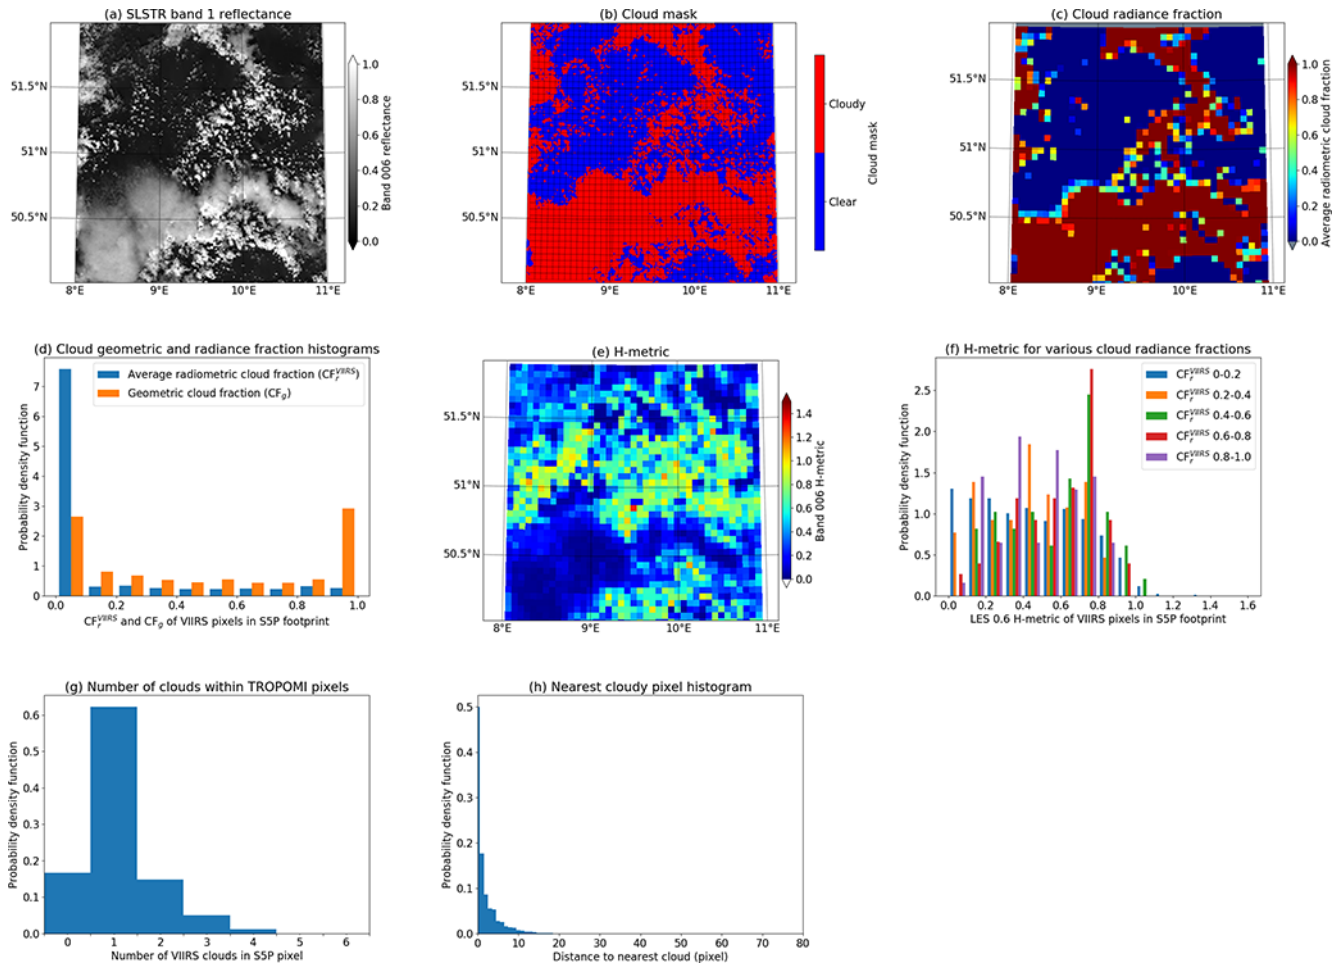 (a) SLSTR band 1 reflectance
51.5°N
51°N
50.5°N
8°E 9°E 10°E 11°E
1.0
0.8
0.6
0.4
0.2
0.0
Band 006 reflectance
(b) Cloud mask
51.5°N
51°N
50.5°N
8°E 9°E 10°E 11°E
Cloudy
Clear
Cloud mask
(c) Cloud radiance fraction
51.5°N
51°N
50.5°N
8°E 9°E 10°E 11°E
1.0
0.8
0.6
0.4
0.2
0.0
Average radiometric cloud fraction
(d) Cloud geometric and radiance fraction histograms
Probability density function
7
6
5
4
3
2
1
0
Average radiometric cloud fraction (CF_r^VIIRS)
Geometric cloud fraction (CF_g)
0.0 0.2 0.4 0.6 0.8 1.0
CF_r^VIIRS and CF_g of VIIRS pixels in S5P footprint
(e) H-metric
51.5°N
51°N
50.5°N
8°E 9°E 10°E 11°E
1.4
1.2
1.0
0.8
0.6
0.4
0.2
0.0
Band 006 H-metric
(f) H-metric for various cloud radiance fractions
Probability density function
2.5
2.0
1.5
1.0
0.5
0.0
CF_r^VIIRS 0-0.2
CF_r^VIIRS 0.2-0.4
CF_r^VIIRS 0.4-0.6
CF_r^VIIRS 0.6-0.8
CF_r^VIIRS 0.8-1.0
0.0 0.2 0.4 0.6 0.8 1.0 1.2 1.4 1.6
LES 0.6 H-metric of VIIRS pixels in S5P footprint
(g) Number of clouds within TROPOMI pixels
Probability density function
0.6
0.5
0.4
0.3
0.2
0.1
0.0
0 1 2 3 4 5 6
Number of VIIRS clouds in S5P pixel
(h) Nearest cloudy pixel histogram
Probability density function
0.5
0.4
0.3
0.2
0.1
0.0
0 10 20 30 40 50 60 70 80
Distance to nearest cloud (pixel)